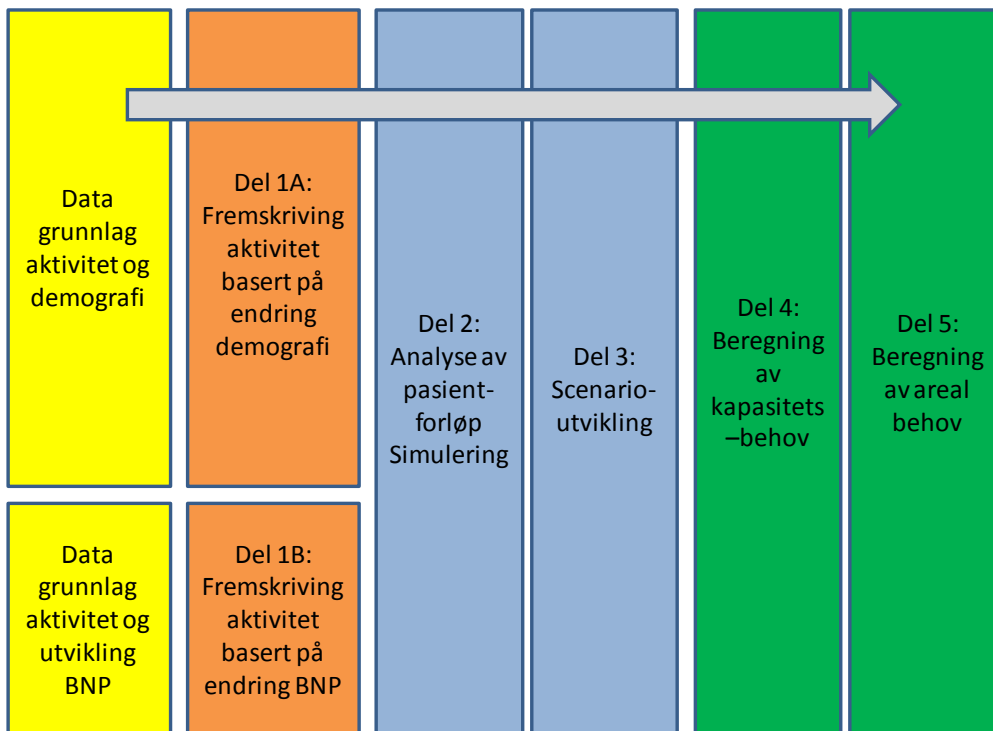 Data
grunnlag
aktivitet og
demografi
Del 1A:
Fremskriving
aktivitet
basert på
endring
demografi
Del 2:
Analyse av
pasient-
forløp
Simulering
Del 3:
Scenario-
utvikling
Del 4:
Beregning
av
kapasitets
–behov
Del 5:
Beregning
av areal
behov
Data
grunnlag
aktivitet og
utvikling
BNP
Del 1B:
Fremskriving
aktivitet
basert på
endring BNP